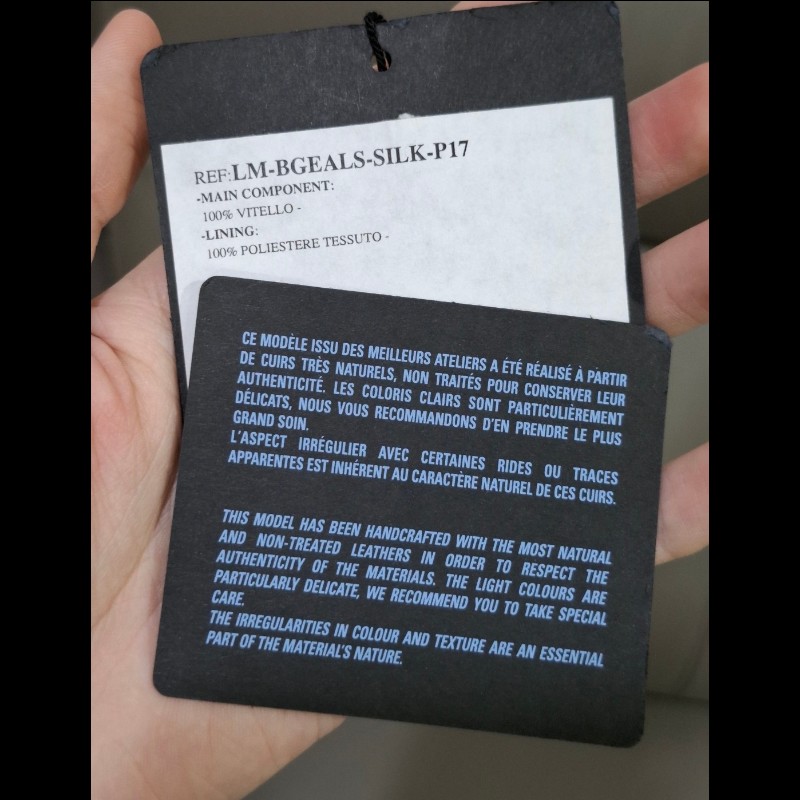 REF:LM-BGEALS-SILK-P17
-MAIN COMPONENT:
100% VITELLO -
-LINING:
100% POLIESTERE TESSUTO -
CE MODÈLE ISSU DES MEILLEURS ATELIERS A ÉTÉ RÉALISÉ À PARTIR
DE CUIRS TRÈS NATURELS, NON TRAITÉS POUR CONSERVER LEUR
AUTHENTICITÉ. LES COLORIS CLAIRS SONT PARTICULIÈREMENT
DÉLICATS, NOUS VOUS RECOMMANDONS D'EN PRENDRE LE PLUS
GRAND SOIN.
L'ASPECT IRRÉGULIER AVEC CERTAINES RIDES OU TRACES
APPARENTES EST INHÉRENT AU CARACTÈRE NATUREL DE CES CUIRS.
THIS MODEL HAS BEEN HANDCRAFTED WITH THE MOST NATURAL
AND NON-TREATED LEATHERS IN ORDER TO RESPECT THE
AUTHENTICITY OF THE MATERIALS. THE LIGHT COLOURS ARE
PARTICULARLY DELICATE, WE RECOMMEND YOU TO TAKE SPECIAL
CARE.
THE IRREGULARITIES IN COLOUR AND TEXTURE ARE AN ESSENTIAL
PART OF THE MATERIAL'S NATURE.